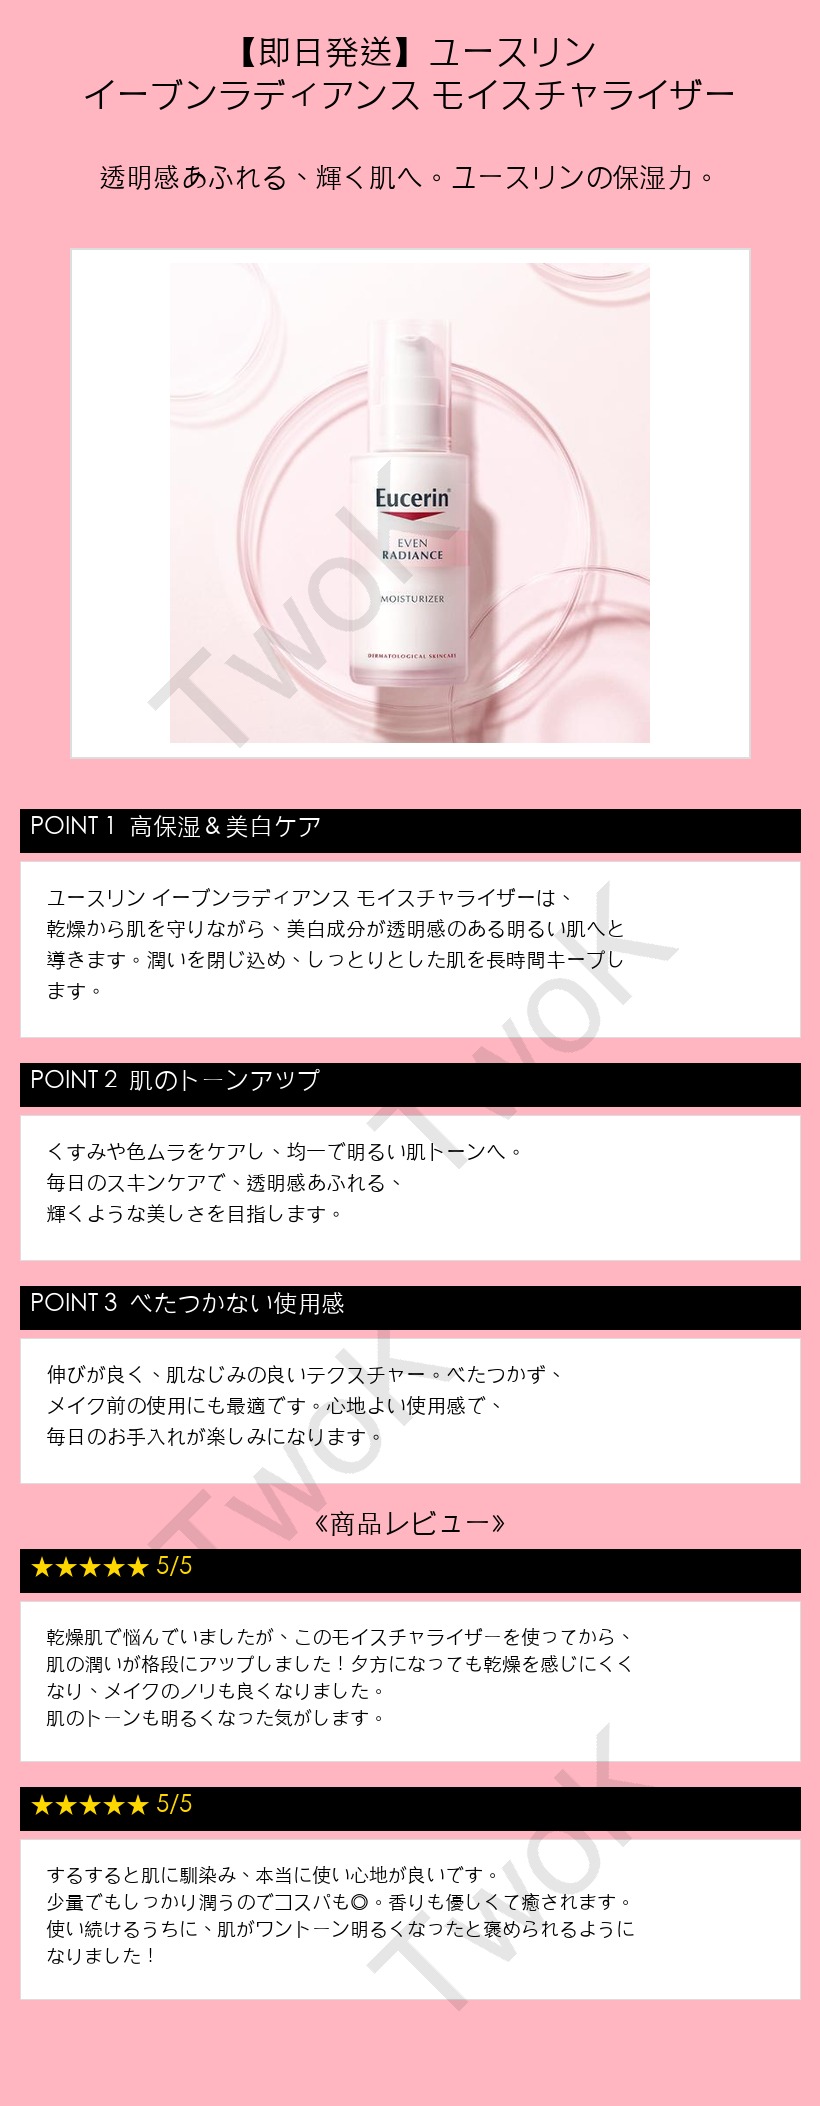 【即日発送】ユースリン
イーブンラディアンス モイスチャライザー
透明感あふれる、輝く肌へ。ユースリンの保湿力。
Eucerin®
EVEN
RADIANCE
MOISTURIZER
DERMATOLOGICAL SKINCARE
TwoK
POINT 1 高保湿＆美白ケア
ユースリン イーブンラディアンス モイスチャライザーは、
乾燥から肌を守りながら、美白成分が透明感のある明るい肌へと
導きます。潤いを閉じ込め、しっとりとした肌を長時間キープし
ます。
TwoK
POINT 2 肌のトーンアップ
くすみや色ムラをケアし、均一で明るい肌トーンへ。
毎日のスキンケアで、透明感あふれる、
輝くような美しさを目指します。
POINT 3 べたつかない使用感
伸びが良く、肌なじみの良いテクスチャー。べたつかず、
メイク前の使用にも最適です。心地よい使用感で、
毎日のお手入れが楽しみになります。
TwoK
《商品レビュー》
★★★★★ 5/5
乾燥肌で悩んでいましたが、このモイスチャライザーを使ってから、
肌の潤いが格段にアップしました！夕方になっても乾燥を感じにくく
なり、メイクのノリも良くなりました。
肌のトーンも明るくなった気がします。
★★★★★ 5/5
するすると肌に馴染み、本当に使い心地が良いです。
少量でもしっかり潤うのでコスパも◎。香りも優しくて癒されます。
使い続けるうちに、肌がワントーン明るくなったと褒められるように
なりました！
TwoK